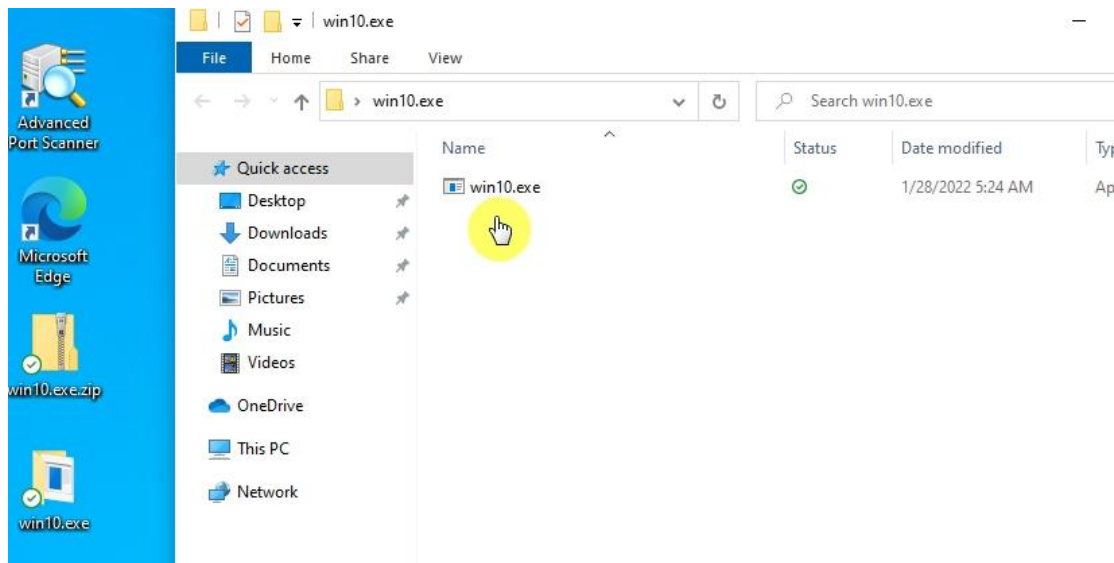 win10.exe
File Home Share View
win10.exe
Search win10.exe
Name Status Date modified
Quick access
Desktop
Downloads
Documents
Pictures
Music
Videos
OneDrive
This PC
Network
win10.exe 1/28/2022 5:24 AM
Advanced
Port Scanner
Microsoft
Edge
win10.exe.zip
win10.exe